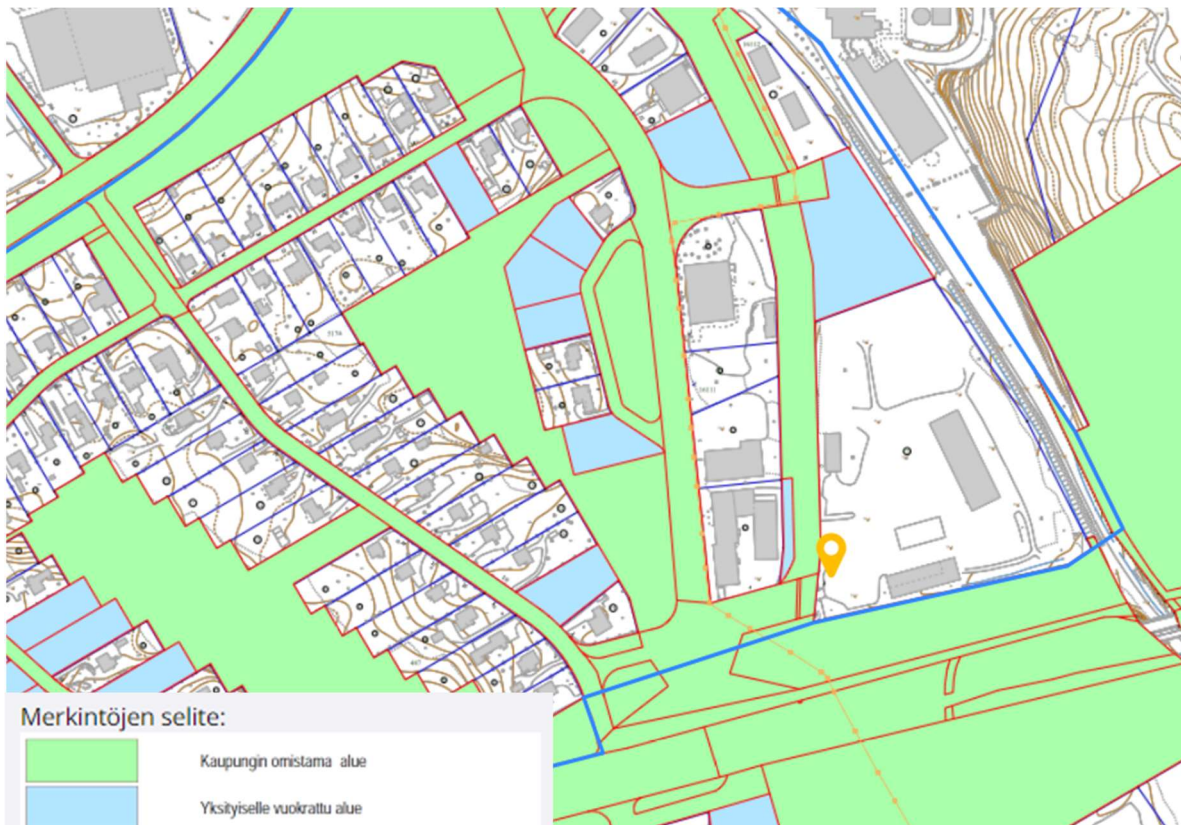 Merkintöjen selite:
Kaupungin omistama alue
Yksityiselle vuokrattu alue